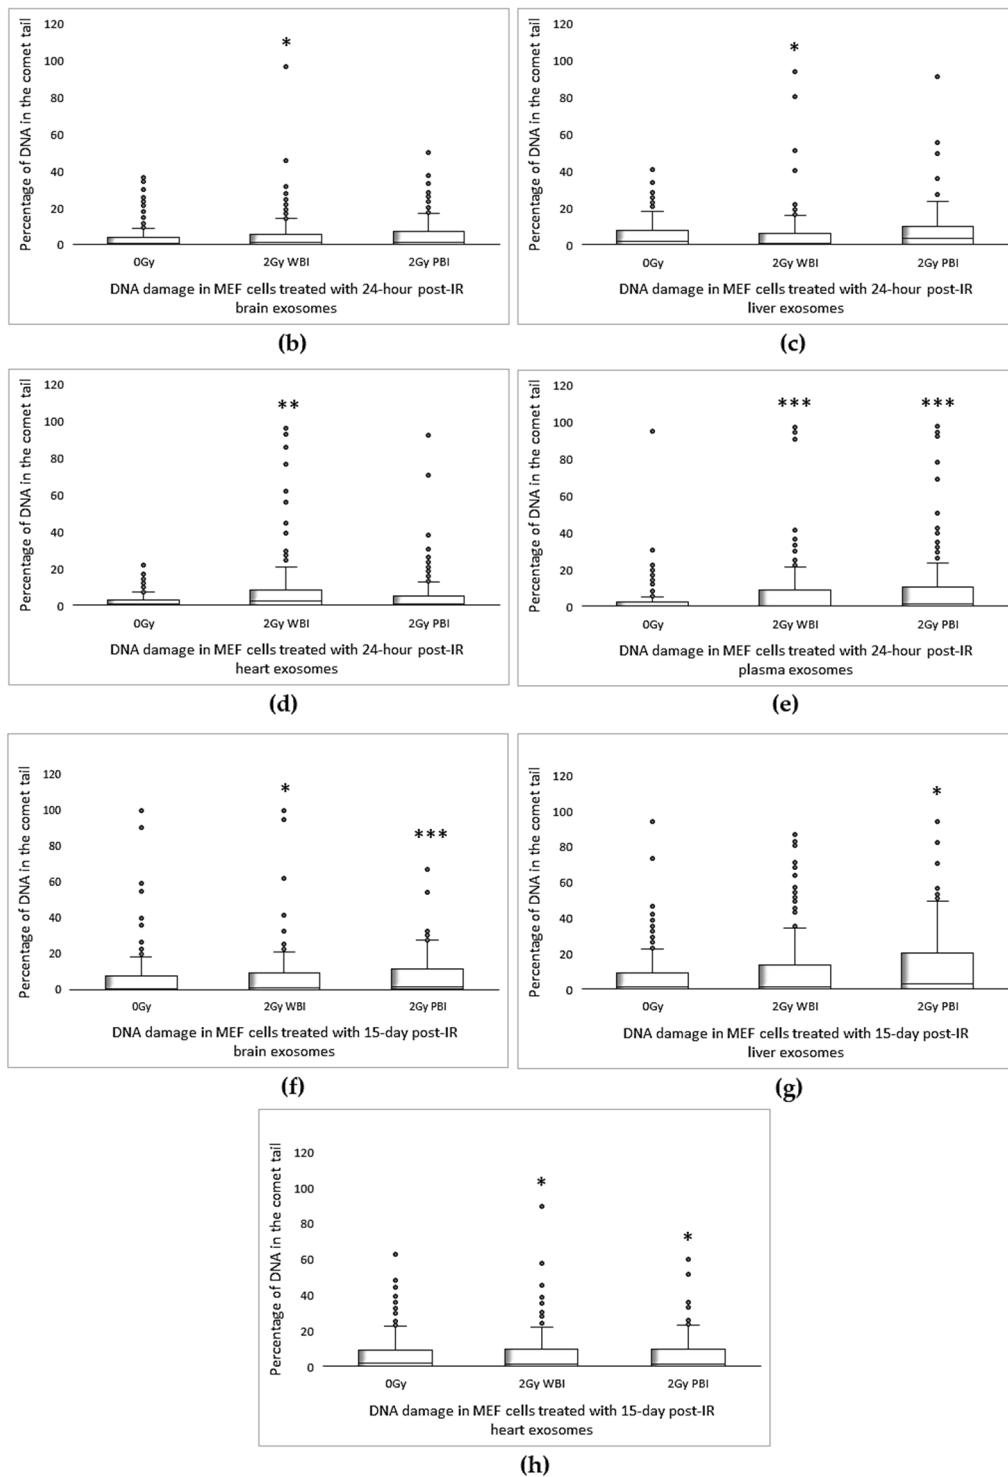 Percentage of DNA in the comet tail
120
100
80
60
40
20
0
*
0Gy
2Gy WBI
2Gy PBI
DNA damage in MEF cells treated with 24-hour post-IR
brain exosomes
(b)
Percentage of DNA in the comet tail
120
100
80
60
40
20
0
*
0Gy
2Gy WBI
2Gy PBI
DNA damage in MEF cells treated with 24-hour post-IR
liver exosomes
(c)
Percentage of DNA in the comet tail
120
100
80
60
40
20
0
**
0Gy
2Gy WBI
2Gy PBI
DNA damage in MEF cells treated with 24-hour post-IR
heart exosomes
(d)
Percentage of DNA in the comet tail
120
100
80
60
40
20
0
***
***
0Gy
2Gy WBI
2Gy PBI
DNA damage in MEF cells treated with 24-hour post-IR
plasma exosomes
(e)
Percentage of DNA in the comet tail
120
100
80
60
40
20
0
*
***
0Gy
2Gy WBI
2Gy PBI
DNA damage in MEF cells treated with 15-day post-IR
brain exosomes
(f)
Percentage of DNA in the comet tail
120
100
80
60
40
20
0
*
0Gy
2Gy WBI
2Gy PBI
DNA damage in MEF cells treated with 15-day post-IR
liver exosomes
(g)
Percentage of DNA in the comet tail
120
100
80
60
40
20
0
*
*
0Gy
2Gy WBI
2Gy PBI
DNA damage in MEF cells treated with 15-day post-IR
heart exosomes
(h)